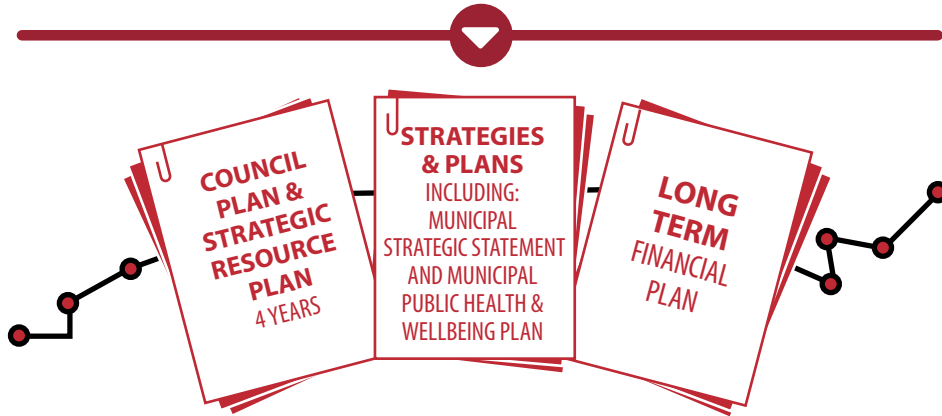 COUNCIL
PLAN &
STRATEGIC
RESOURCE
PLAN
4 YEARS
STRATEGIES
& PLANS
INCLUDING:
MUNICIPAL
STRATEGIC STATEMENT
AND MUNICIPAL
PUBLIC HEALTH &
WELLBEING PLAN
LONG
TERM
FINANCIAL
PLAN